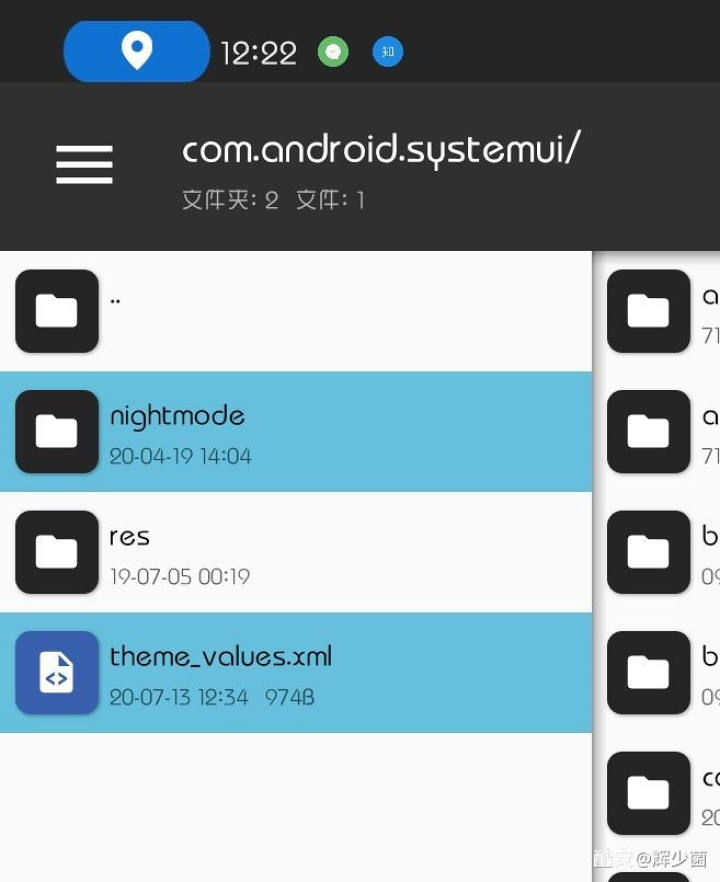 12:22
知
com.android.systemui/
文件夹: 2 文件: 1
..
nightmode
20-04-19 14:04
res
19-07-05 00:19
theme_values.xml
20-07-13 12:34 974B
a
71
a
71
b
09
b
09
co
20
酷安@辉少菌